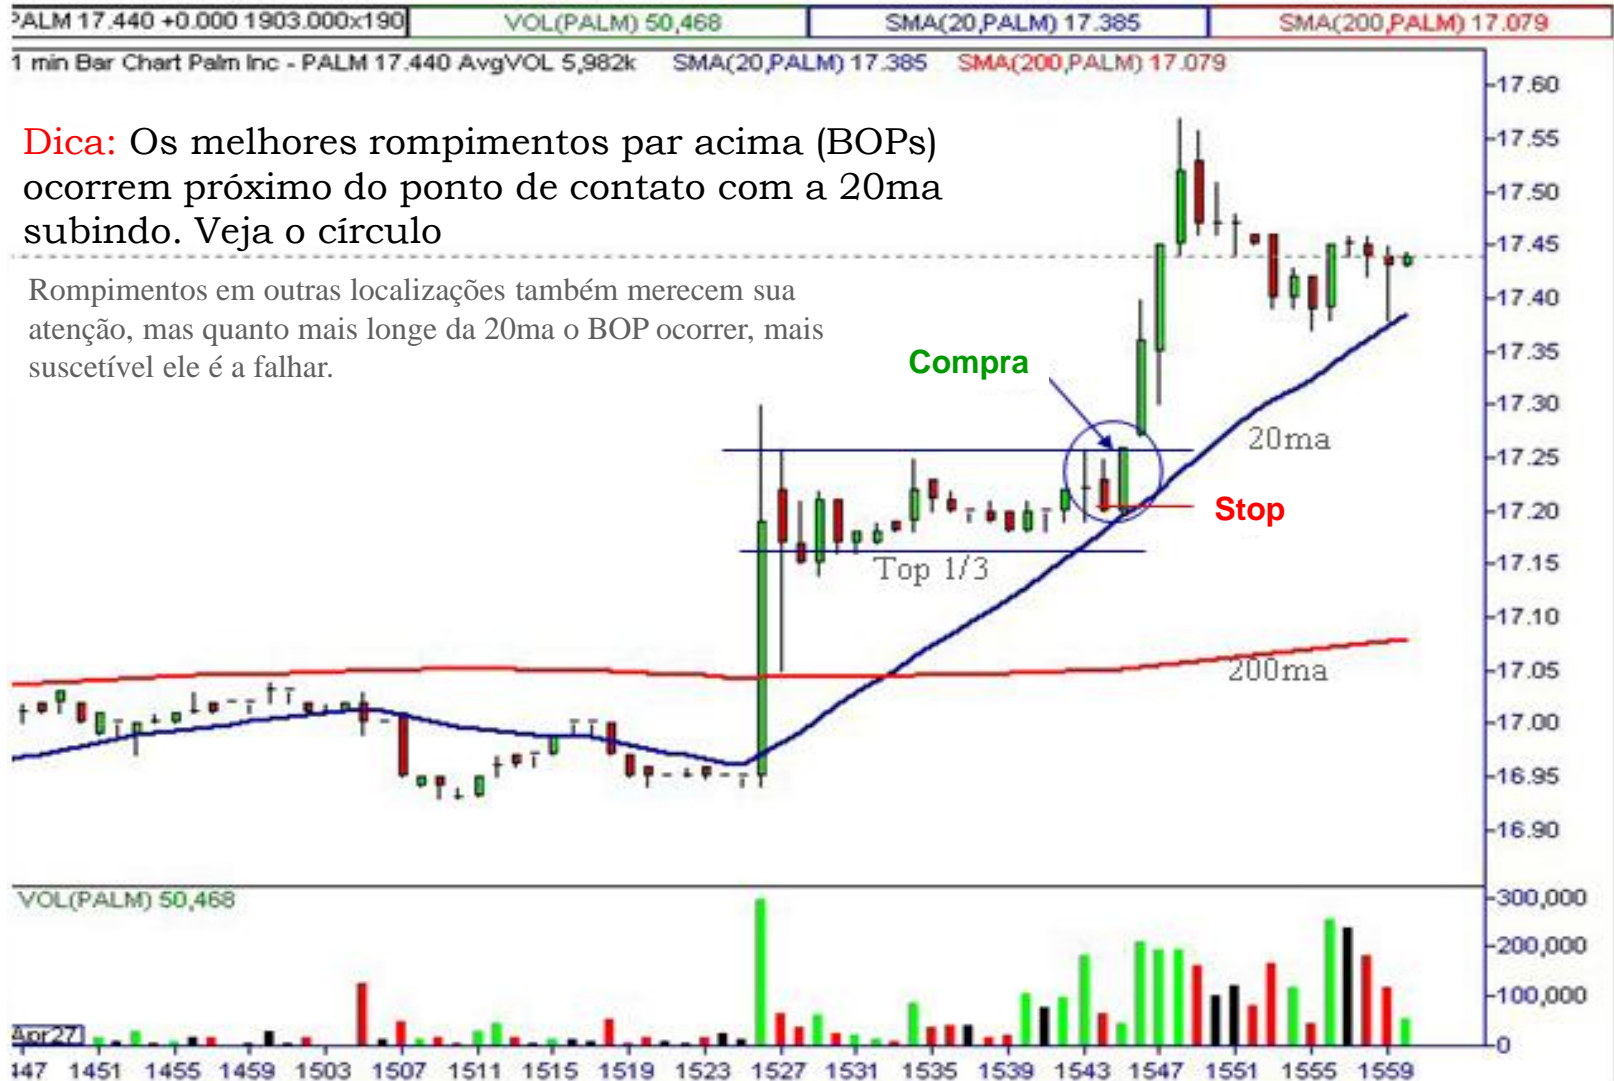 PALM 17.440 +0.000 1903.000x190 VOL(PALM) 50,468 SMA(20,PALM) 17.385 SMA(200,PALM) 17.079
1 min Bar Chart Palm Inc - PALM 17.440 AvgVOL 5,982k SMA(20,PALM) 17.385 SMA(200,PALM) 17.079
17.60
Dica: Os melhores rompimentos par acima (BOPs)
17.55
ocorrem próximo do ponto de contato com a 20ma
17.50
subindo. Veja o círculo
17.45
Rompimentos em outras localizações também merecem sua
17.40
atenção, mas quanto mais longe da 20ma o BOP ocorrer, mais
17.35
suscetível ele é a falhar.
Compra
17.30
20ma
17.25
Stop
17.20
Top 1/3
17.15
17.10
200ma
17.05
17.00
16.95
16.90
VOL(PALM) 50,468
300,000
200,000
100,000
Apr27
0
447 1451 1455 1459 1503 1507 1511 1515 1519 1523 1527 1531 1535 1539 1543 1547 1551 1555 1559